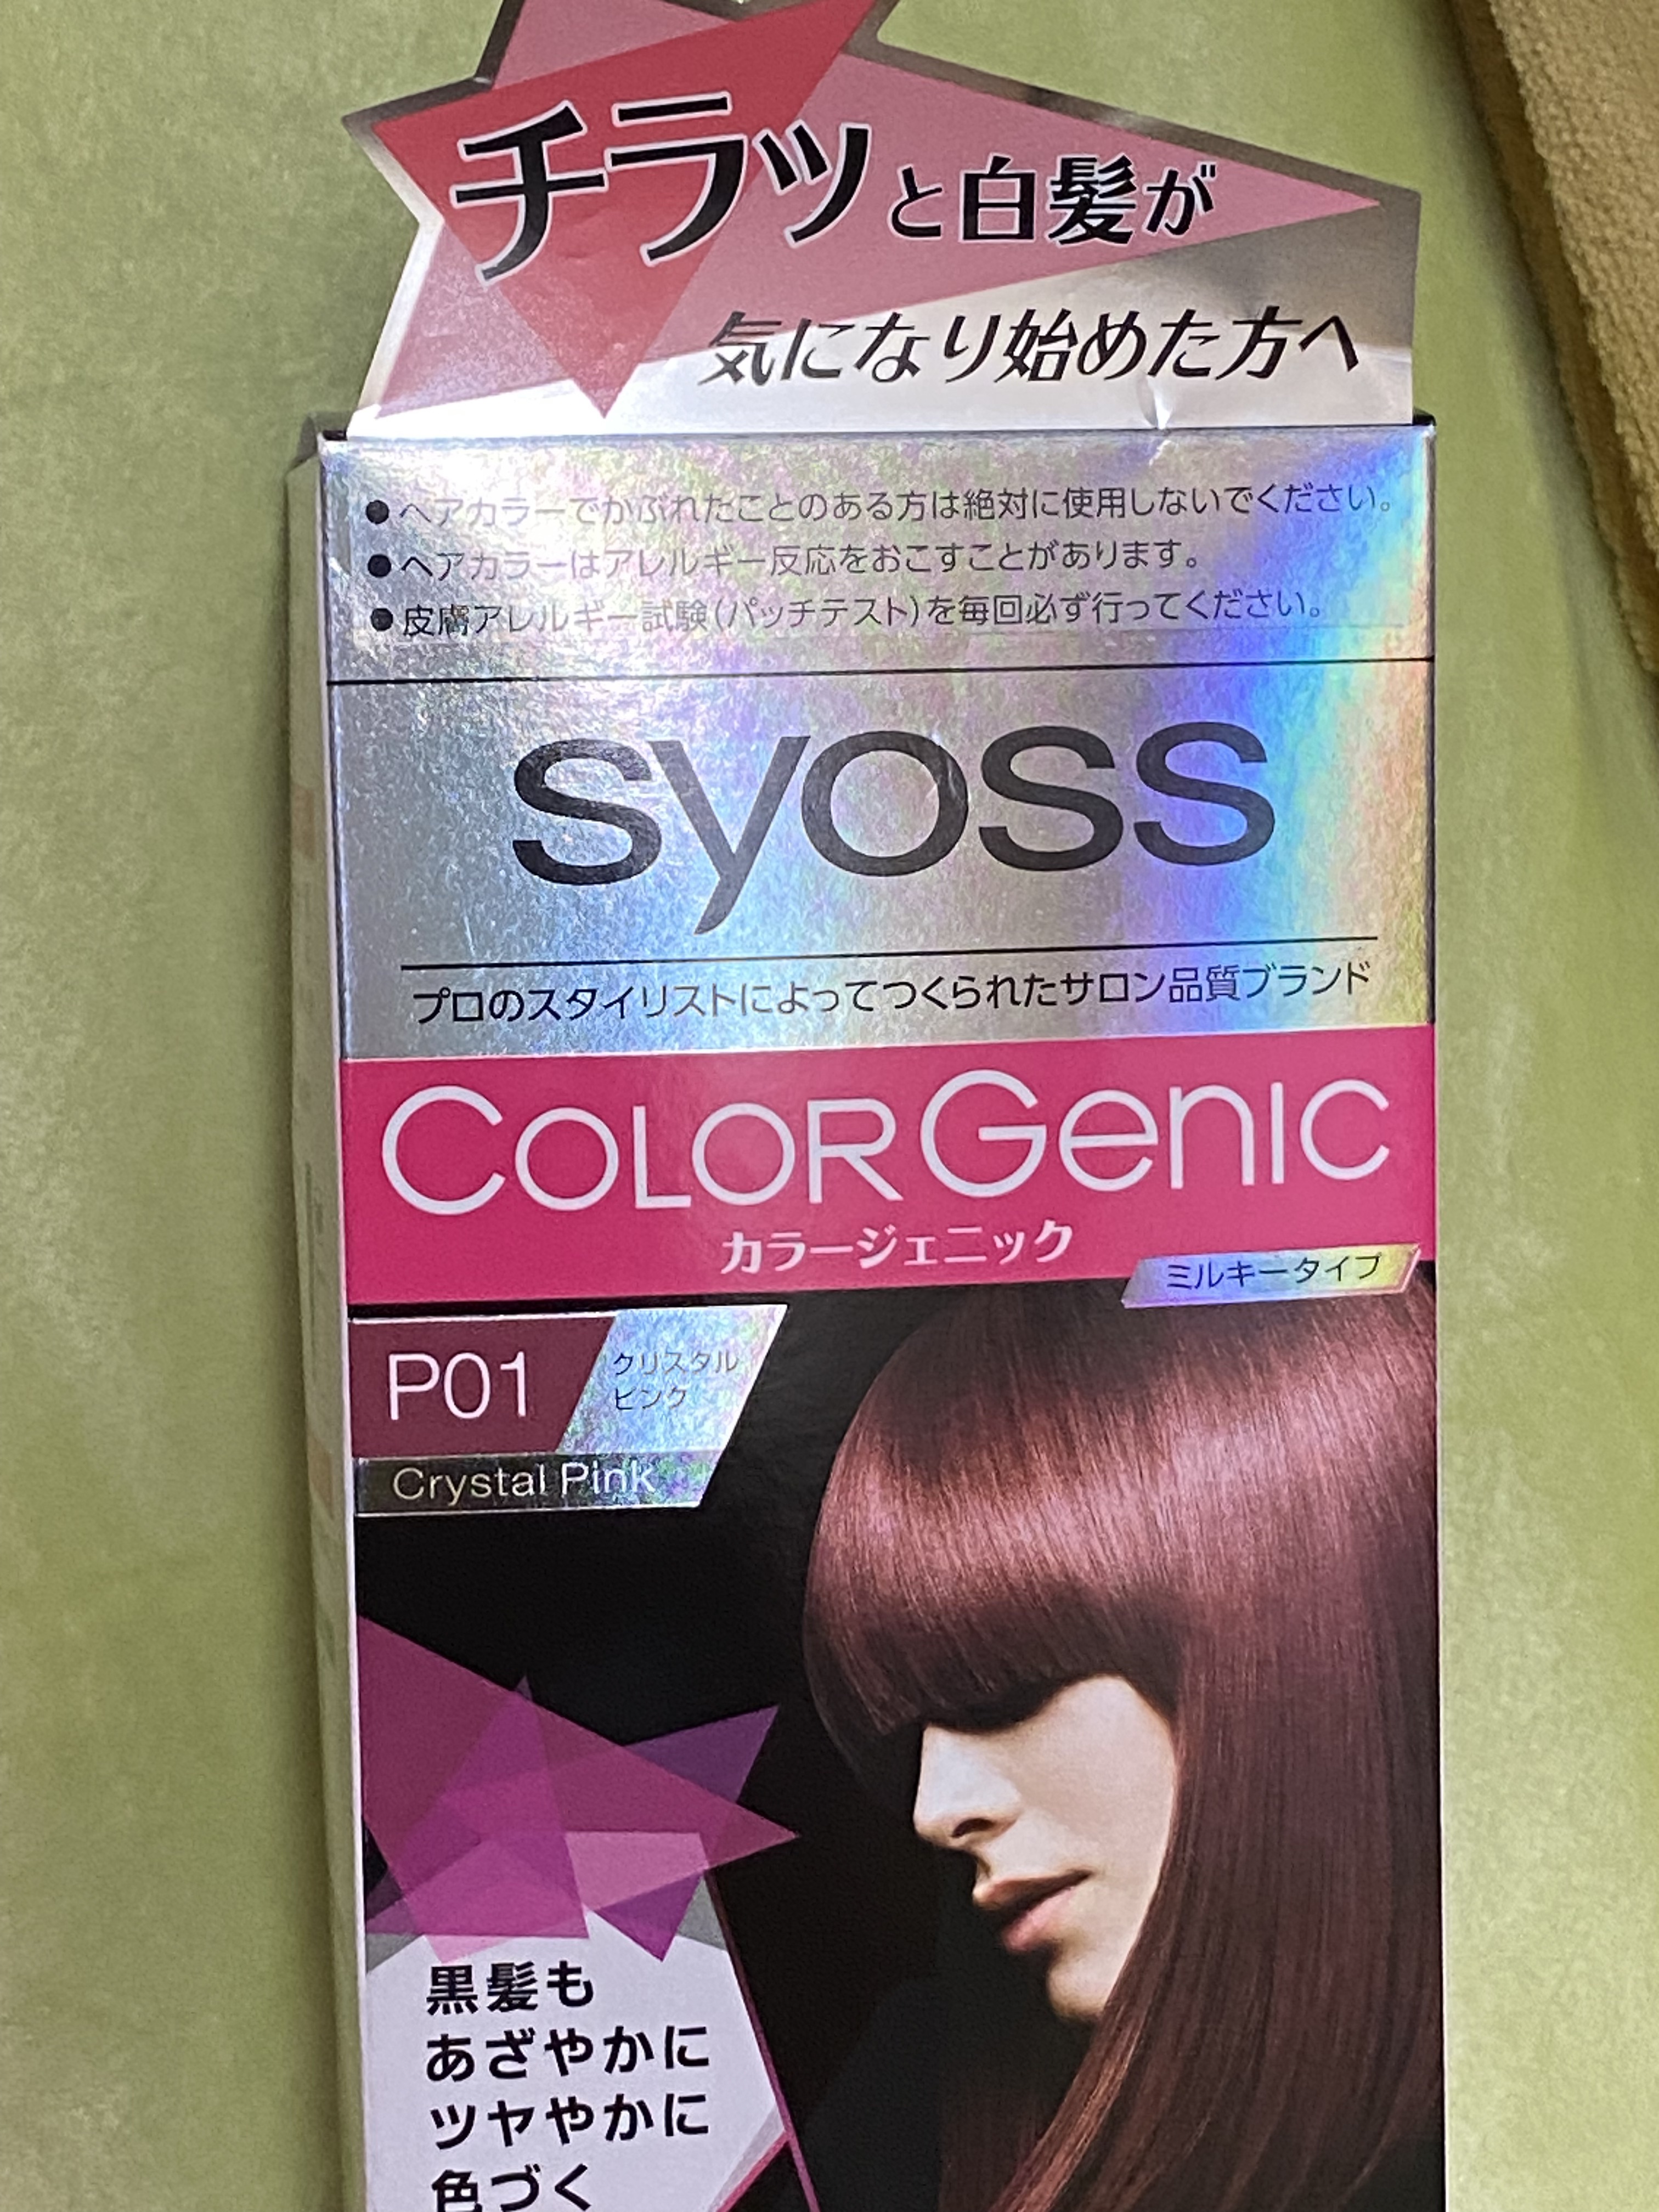 チラッと白髪が
気になり始めた方へ
●ヘアカラーでかぶれたことのある方は絶対に使用しないでください。
●ヘアカラーはアレルギー反応をおこすことがあります。
●皮膚アレルギー試験(パッチテスト)を毎回必ず行ってください。
syoss
プロのスタイリストによってつくられたサロン品質ブランド
COLOR GenIC
カラージェニック
ミルキータイプ
P01
クリスタル
ピンク
Crystal Pink
黒髪も
あざやかに
ツヤやかに
色づく